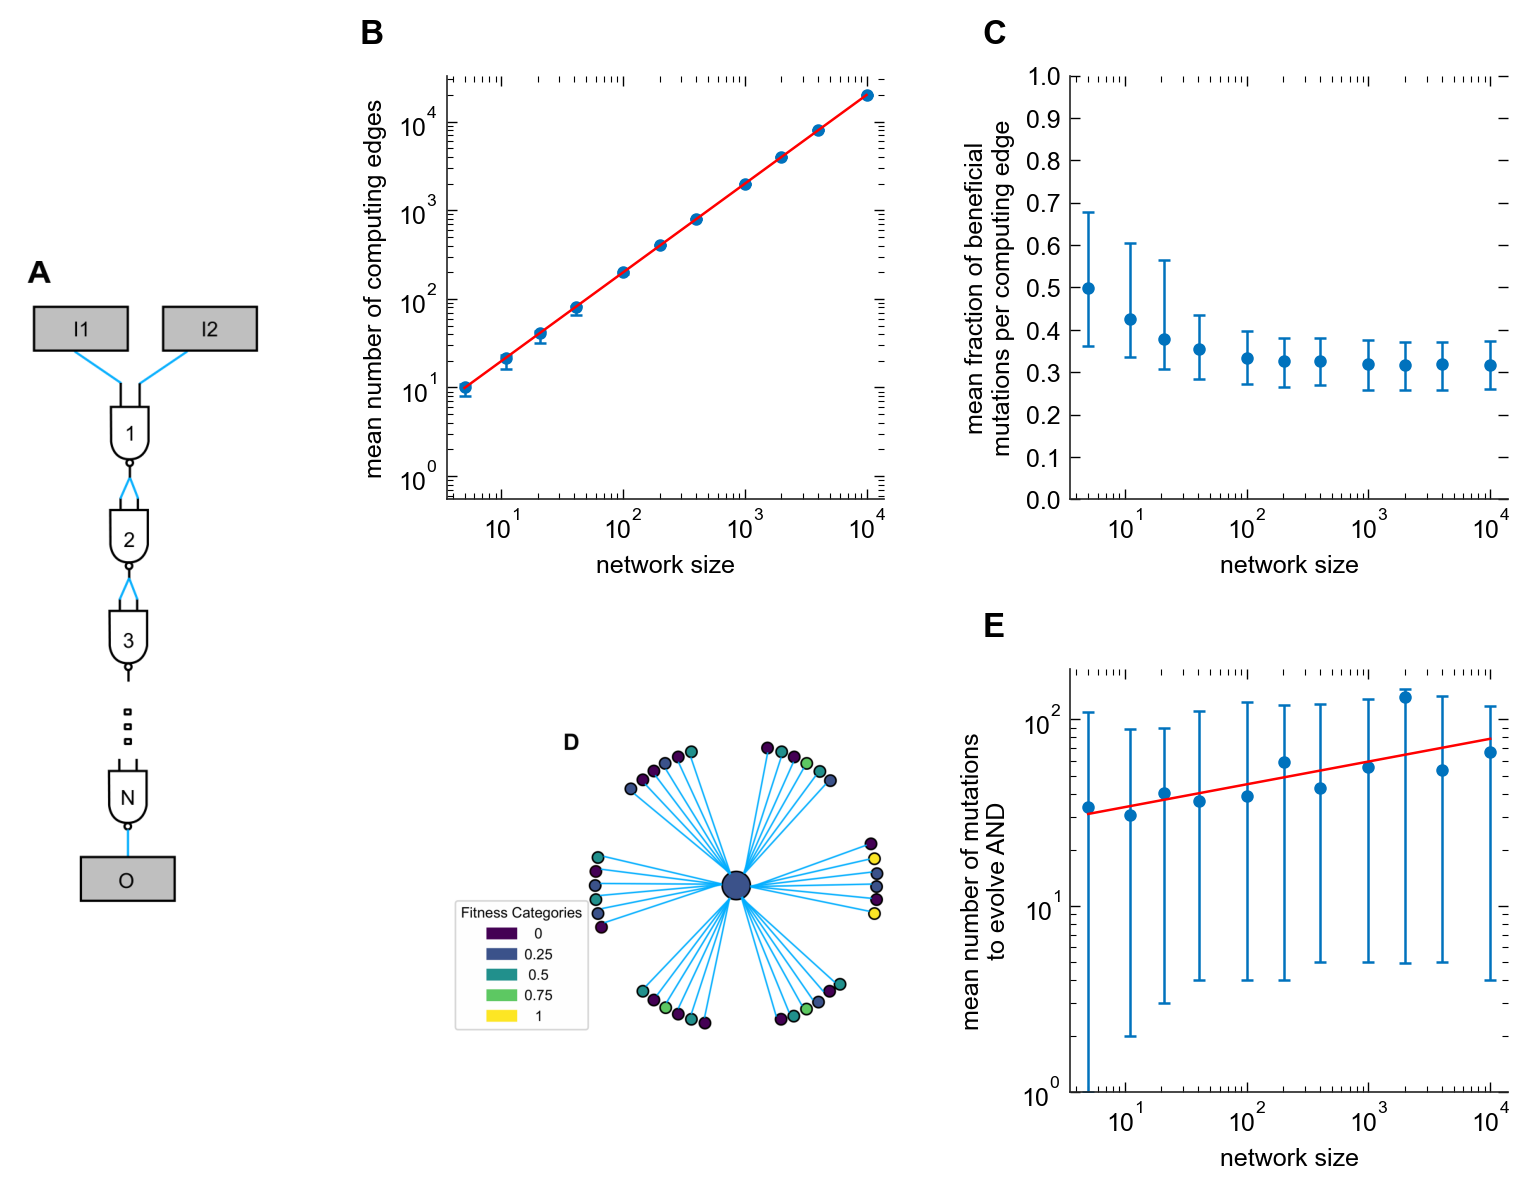 A
I1
I2
1
2
3
N
O
B
mean number of computing edges
10^4
10^3
10^2
10^1
10^0
10^1
10^2
10^3
10^4
network size
C
mean fraction of beneficial
mutations per computing edge
1.0
0.9
0.8
0.7
0.6
0.5
0.4
0.3
0.2
0.1
0.0
10^1
10^2
10^3
10^4
network size
D
Fitness Categories
0
0.25
0.5
0.75
1
E
mean number of mutations
to evolve AND
10^2
10^1
10^0
10^1
10^2
10^3
10^4
network size